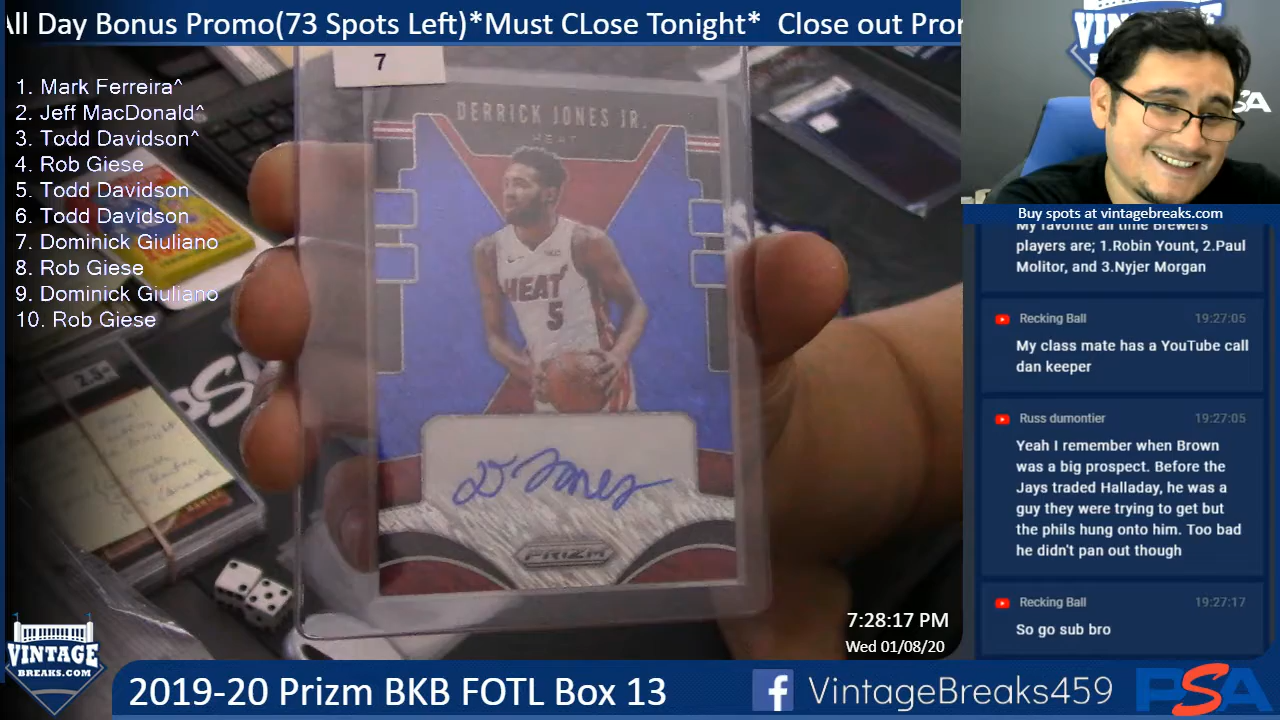 All Day Bonus Promo(73 Spots Left)*Must CLose Tonight* Close out Pror
1. Mark Ferreira^
2. Jeff MacDonald^
3. Todd Davidson^
4. Rob Giese
5. Todd Davidson
6. Todd Davidson
7. Dominick Giuliano
8. Rob Giese
9. Dominick Giuliano
10. Rob Giese
7
DERRICK JONES JR.
HEAT
HEAT
5
D Jones
PRIZM
2.5
VINTAGE
BREAKS.COM
7:28:17 PM
Wed 01/08/20
2019-20 Prizm BKB FOTL Box 13
VintageBreaks459
PSA
VINTAGE
SA
Buy spots at vintagebreaks.com
My favorite all time Brewers
players are; 1.Robin Yount, 2.Paul
Molitor, and 3.Nyjer Morgan
Recking Ball 19:27:05
My class mate has a YouTube call
dan keeper
Russ dumontier 19:27:05
Yeah I remember when Brown
was a big prospect. Before the
Jays traded Halladay, he was a
guy they were trying to get but
the phils hung onto him. Too bad
he didn't pan out though
Recking Ball 19:27:17
So go sub bro